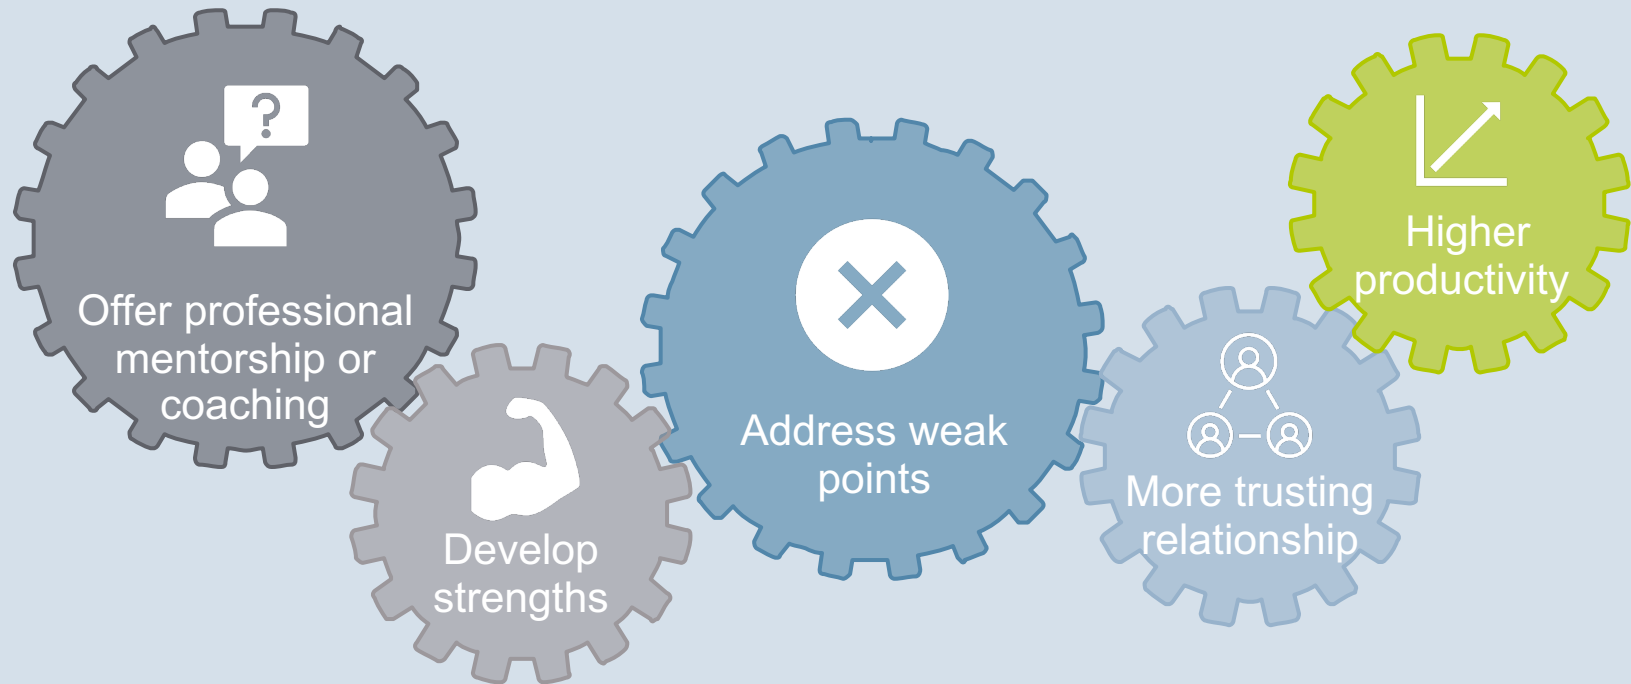 ?
Offer professional
mentorship or
coaching
Develop
strengths
Address weak
points
More trusting
relationship
Higher
productivity